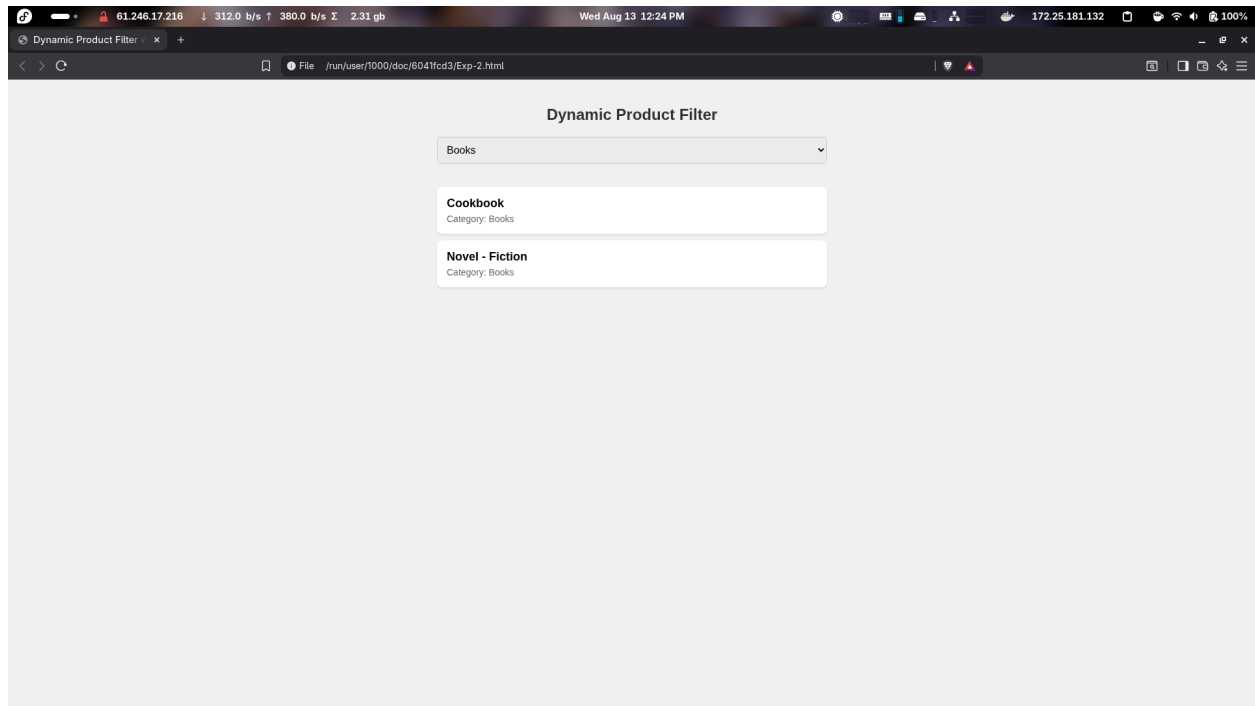 61.246.17.216 ↓ 312.0 b/s ↑ 380.0 b/s Σ 2.31 gb Wed Aug 13 12:24 PM 172.25.181.132 100%
Dynamic Product Filter
File /run/user/1000/doc/6041fcd3/Exp-2.html
Dynamic Product Filter
Books
Cookbook
Category: Books
Novel - Fiction
Category: Books